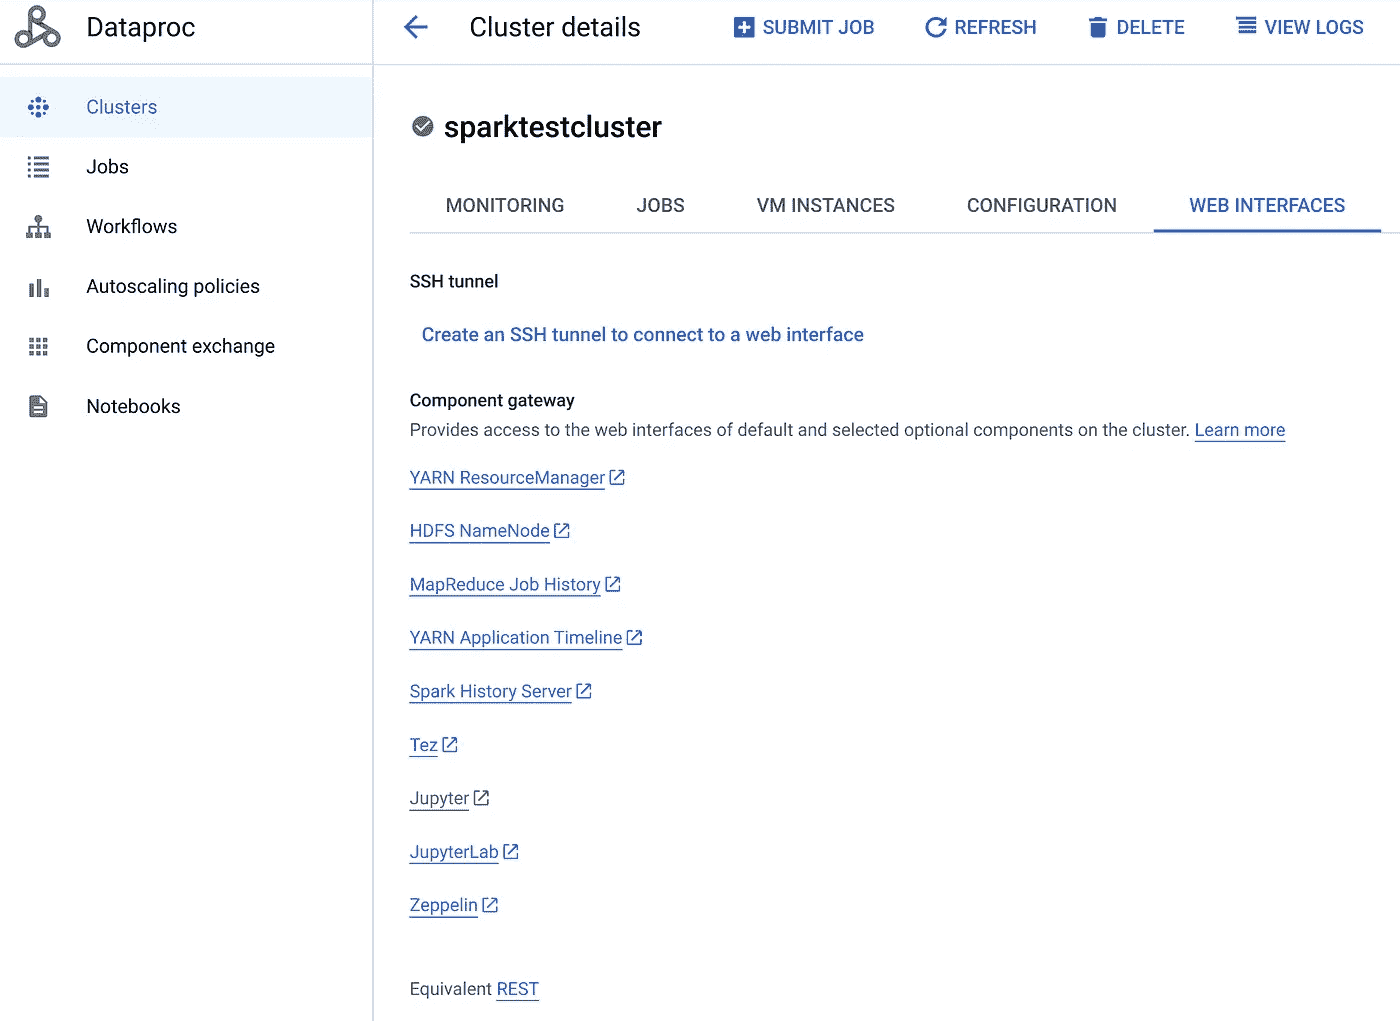 Dataproc
Cluster details
SUBMIT JOB
REFRESH
DELETE
VIEW LOGS
Clusters
Jobs
Workflows
Autoscaling policies
Component exchange
Notebooks
sparktestcluster
MONITORING
JOBS
VM INSTANCES
CONFIGURATION
WEB INTERFACES
SSH tunnel
Create an SSH tunnel to connect to a web interface
Component gateway
Provides access to the web interfaces of default and selected optional components on the cluster. Learn more
YARN ResourceManager
HDFS NameNode
MapReduce Job History
YARN Application Timeline
Spark History Server
Tez
Jupyter
JupyterLab
Zeppelin
Equivalent REST